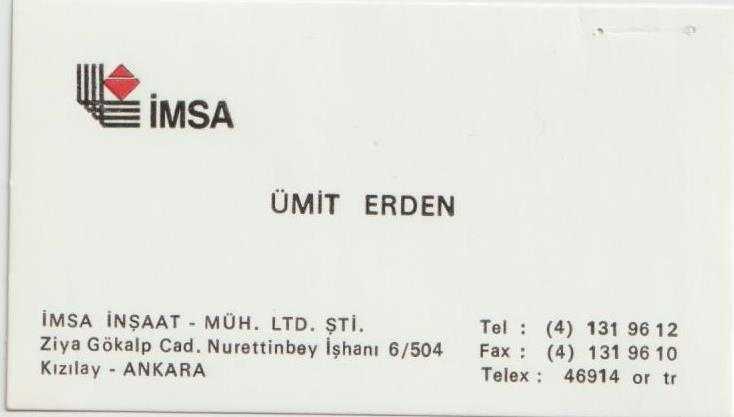 İMSA
ÜMİT ERDEN
İMSA İNŞAAT - MÜH. LTD. ŞTİ.
Ziya Gökalp Cad. Nurettinbey İşhanı 6/504
Kızılay - ANKARA
Tel : (4) 131 96 12
Fax : (4) 131 96 10
Telex : 46914 or tr